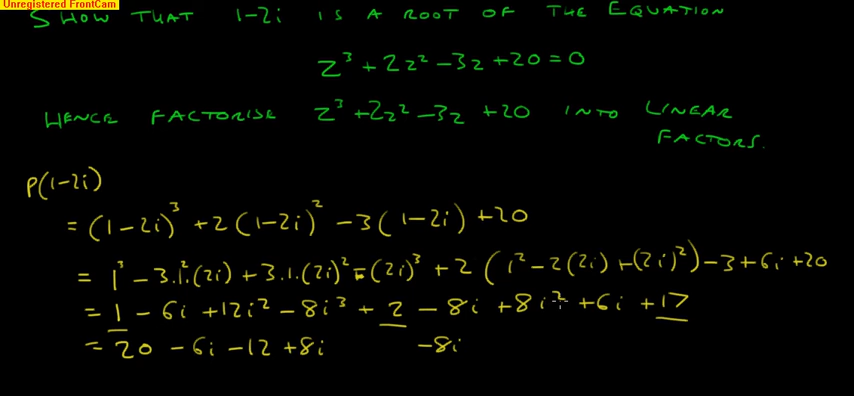 Unregistered FrontCam
SHOW THAT 1-2i IS A ROOT OF THE EQUATION
z³ + 2z² - 3z + 20 = 0
HENCE FACTORISE z³ + 2z² - 3z + 20 INTO LINEAR
FACTORS.
P(1-2i)
= (1-2i)³ + 2(1-2i)² - 3(1-2i) + 20
= 1³ - 3.1².(2i) + 3.1.(2i)² - (2i)³ + 2(1² - 2(2i) + (2i)²) - 3 + 6i + 20
= 1 - 6i + 12i² - 8i³ + 2 - 8i + 8i² + 6i + 17
= 20 - 6i - 12 + 8i - 8i